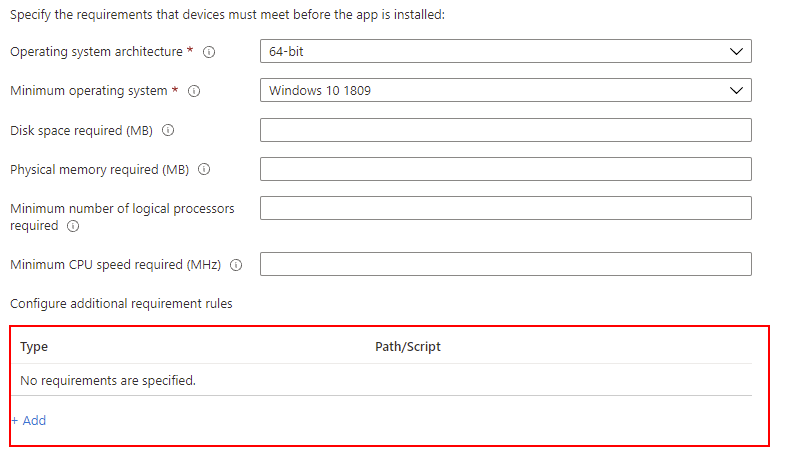 Specify the requirements that devices must meet before the app is installed:
Operating system architecture *
64-bit
Minimum operating system *
Windows 10 1809
Disk space required (MB)
Physical memory required (MB)
Minimum number of logical processors
required
Minimum CPU speed required (MHz)
Configure additional requirement rules
Type Path/Script
No requirements are specified.
+ Add